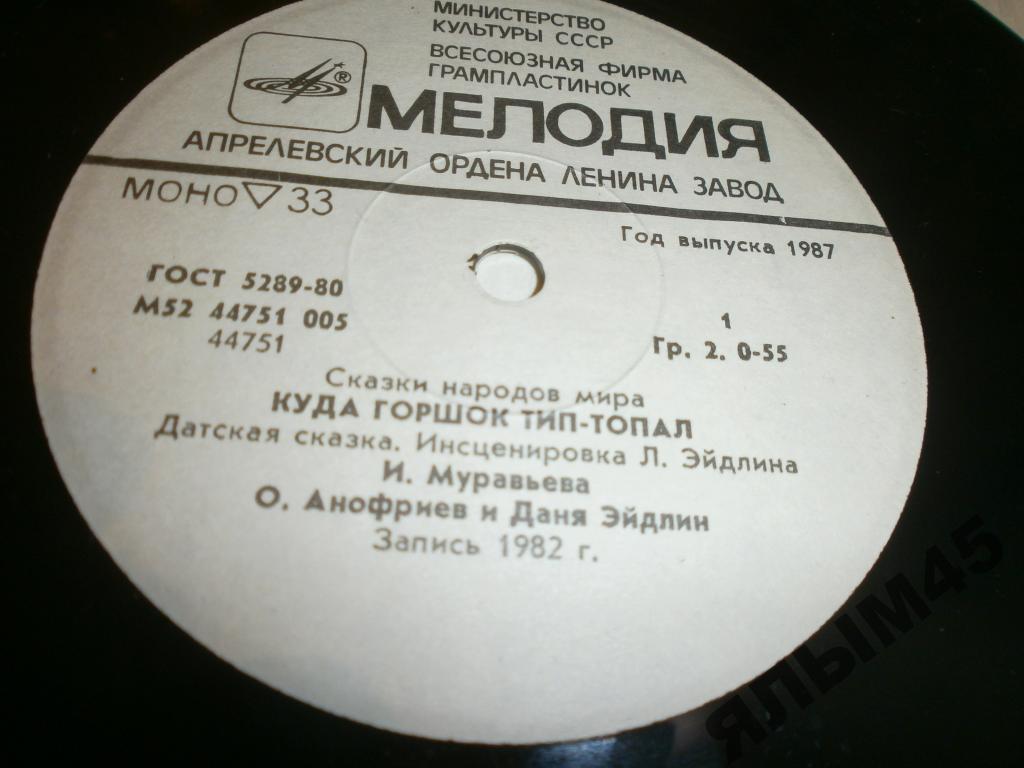 МИНИСТЕРСТВО
КУЛЬТУРЫ СССР
ВСЕСОЮЗНАЯ ФИРМА
ГРАМПЛАСТИНОК
®
МЕЛОДИЯ
АПРЕЛЕВСКИЙ ОРДЕНА ЛЕНИНА ЗАВОД
МОНО 33
Год выпуска 1987
ГОСТ 5289-80
М52 44751 005
44751
1
Гр. 2. 0-55
Сказки народов мира
КУДА ГОРШОК ТИП-ТОПАЛ
Датская сказка. Инсценировка Л. Эйдлина
И. Муравьева
О. Анофриев и Даня Эйдлин
Запись 1982 г.
ЯЛЫМ45